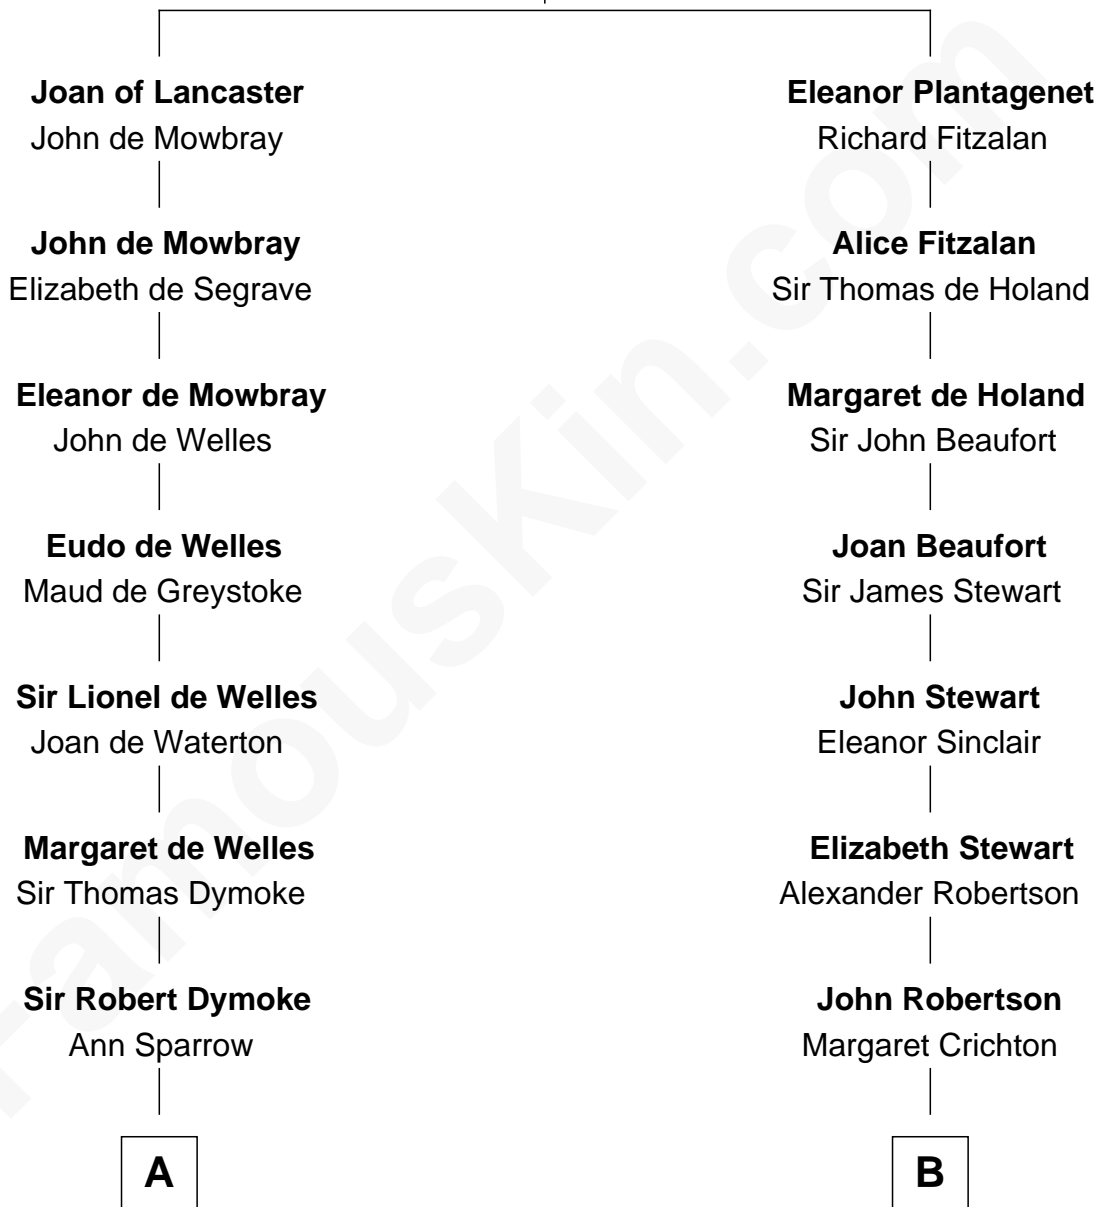 Joan of Lancaster
John de Mowbray
John de Mowbray
Elizabeth de Segrave
Eleanor de Mowbray
John de Welles
Eudo de Welles
Maud de Greystoke
Sir Lionel de Welles
Joan de Waterton
Margaret de Welles
Sir Thomas Dymoke
Sir Robert Dymoke
Ann Sparrow
A
Eleanor Plantagenet
Richard Fitzalan
Alice Fitzalan
Sir Thomas de Holand
Margaret de Holand
Sir John Beaufort
Joan Beaufort
Sir James Stewart
John Stewart
Eleanor Sinclair
Elizabeth Stewart
Alexander Robertson
John Robertson
Margaret Crichton
B
FamousKin.com